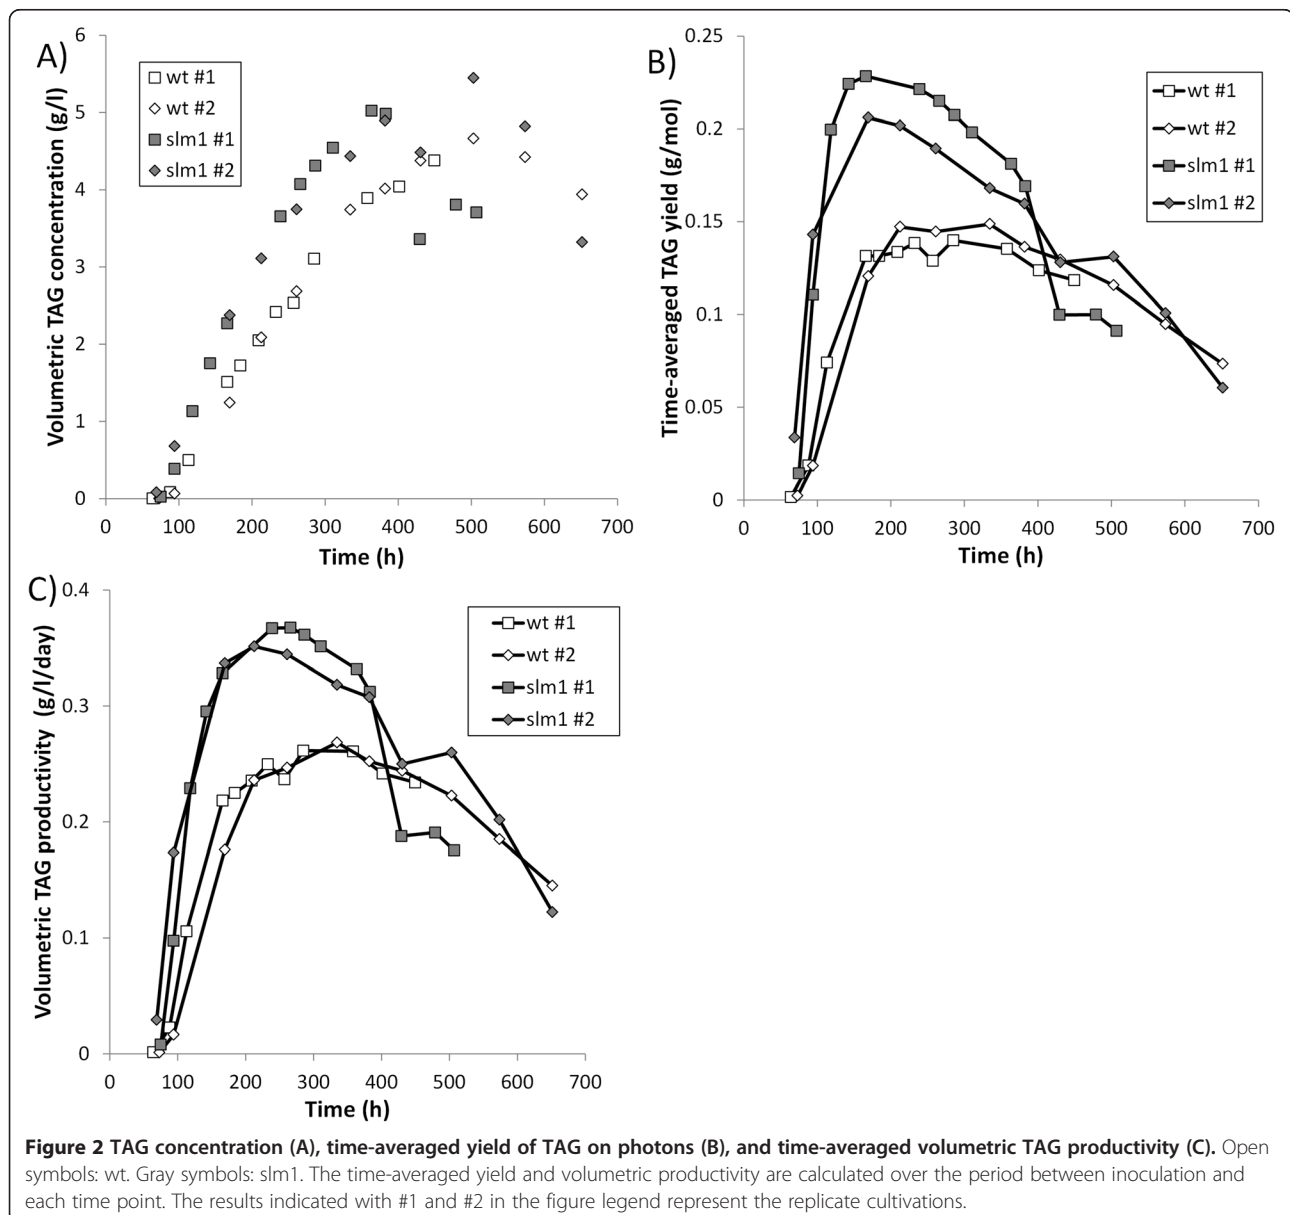 A)
Volumetric TAG concentration (g/l)
6
5
4
3
2
1
0
wt #1
wt #2
slm1 #1
slm1 #2
0 100 200 300 400 500 600 700
Time (h)
B)
Time-averaged TAG yield (g/mol)
0.25
0.2
0.15
0.1
0.05
0
wt #1
wt #2
slm1 #1
slm1 #2
0 100 200 300 400 500 600 700
Time (h)
C)
Volumetric TAG productivity (g/l/day)
0.4
0.3
0.2
0.1
0
wt #1
wt #2
slm1 #1
slm1 #2
0 100 200 300 400 500 600 700
Time (h)
Figure 2 TAG concentration (A), time-averaged yield of TAG on photons (B), and time-averaged volumetric TAG productivity (C). Open
symbols: wt. Gray symbols: slm1. The time-averaged yield and volumetric productivity are calculated over the period between inoculation and
each time point. The results indicated with #1 and #2 in the figure legend represent the replicate cultivations.